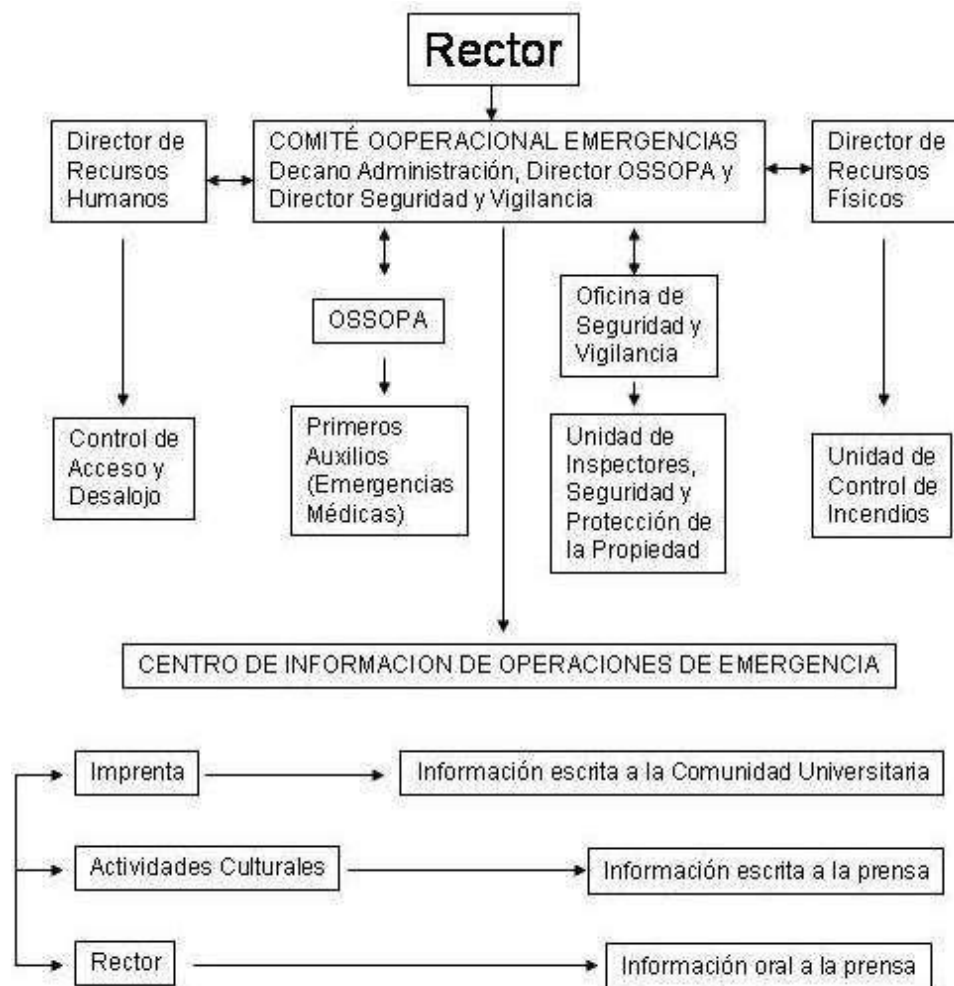 Rector
Director de
Recursos
Humanos
COMITÉ OOPERACIONAL EMERGENCIAS
Decano Administración, Director OSSOPA y
Director Seguridad y Vigilancia
Director de
Recursos
Físicos
OSSOPA
Oficina de
Seguridad y
Vigilancia
Control de
Acceso y
Desalojo
Primeros
Auxilios
(Emergencias
Médicas)
Unidad de
Inspectores,
Seguridad y
Protección de
la Propiedad
Unidad de
Control de
Incendios
CENTRO DE INFORMACION DE OPERACIONES DE EMERGENCIA
Imprenta
Información escrita a la Comunidad Universitaria
Actividades Culturales
Información escrita a la prensa
Rector
Información oral a la prensa